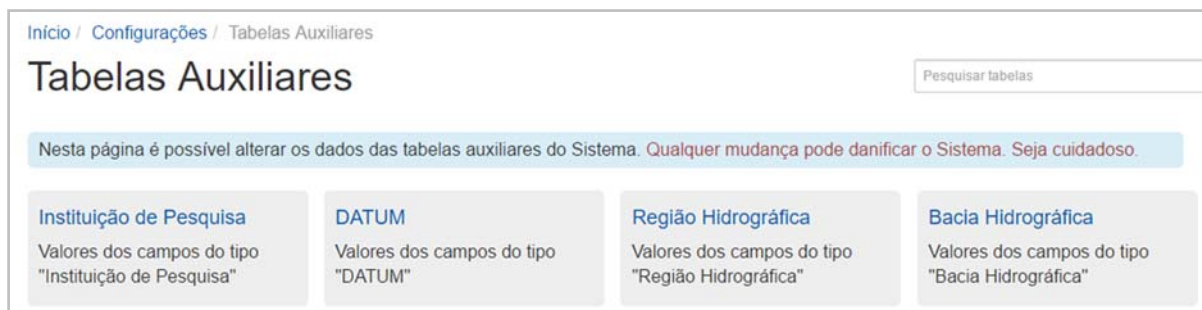 Início / Configurações / Tabelas Auxiliares
Tabelas Auxiliares
Pesquisar tabelas
Nesta página é possível alterar os dados das tabelas auxiliares do Sistema. Qualquer mudança pode danificar o Sistema. Seja cuidadoso.
Instituição de Pesquisa
Valores dos campos do tipo
"Instituição de Pesquisa"
DATUM
Valores dos campos do tipo
"DATUM"
Região Hidrográfica
Valores dos campos do tipo
"Região Hidrográfica"
Bacia Hidrográfica
Valores dos campos do tipo
"Bacia Hidrográfica"